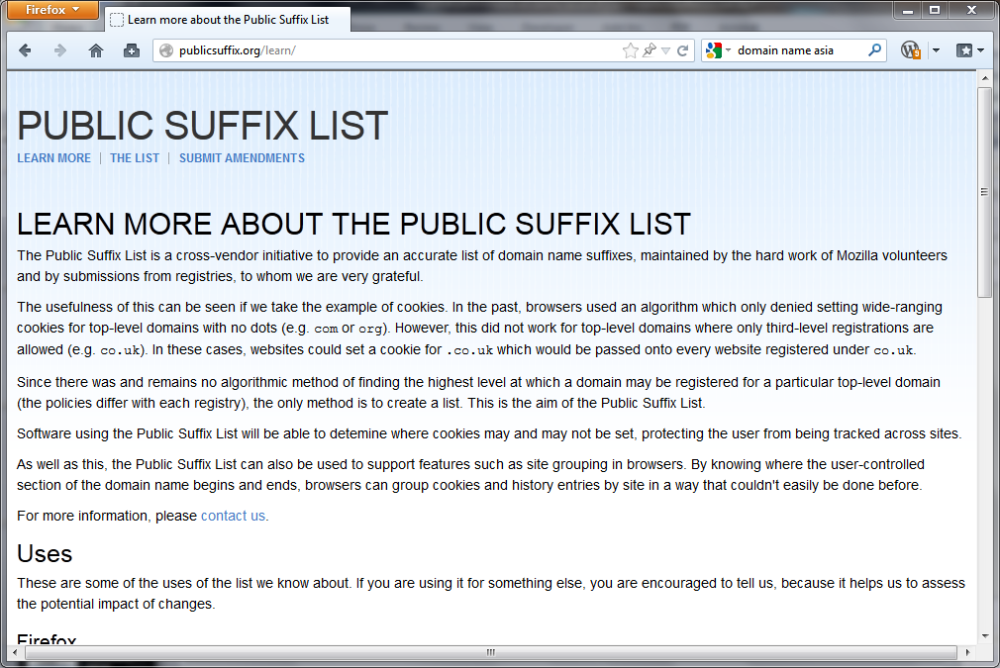 Firefox
Learn more about the Public Suffix List
publicsuffix.org/learn/
domain name asia
9
PUBLIC SUFFIX LIST
LEARN MORE | THE LIST | SUBMIT AMENDMENTS
LEARN MORE ABOUT THE PUBLIC SUFFIX LIST
The Public Suffix List is a cross-vendor initiative to provide an accurate list of domain name suffixes, maintained by the hard work of Mozilla volunteers
and by submissions from registries, to whom we are very grateful.
The usefulness of this can be seen if we take the example of cookies. In the past, browsers used an algorithm which only denied setting wide-ranging
cookies for top-level domains with no dots (e.g. com or org). However, this did not work for top-level domains where only third-level registrations are
allowed (e.g. co.uk). In these cases, websites could set a cookie for .co.uk which would be passed onto every website registered under co.uk.
Since there was and remains no algorithmic method of finding the highest level at which a domain may be registered for a particular top-level domain
(the policies differ with each registry), the only method is to create a list. This is the aim of the Public Suffix List.
Software using the Public Suffix List will be able to detemine where cookies may and may not be set, protecting the user from being tracked across sites.
As well as this, the Public Suffix List can also be used to support features such as site grouping in browsers. By knowing where the user-controlled
section of the domain name begins and ends, browsers can group cookies and history entries by site in a way that couldn't easily be done before.
For more information, please contact us.
Uses
These are some of the uses of the list we know about. If you are using it for something else, you are encouraged to tell us, because it helps us to assess
the potential impact of changes.
Firefox